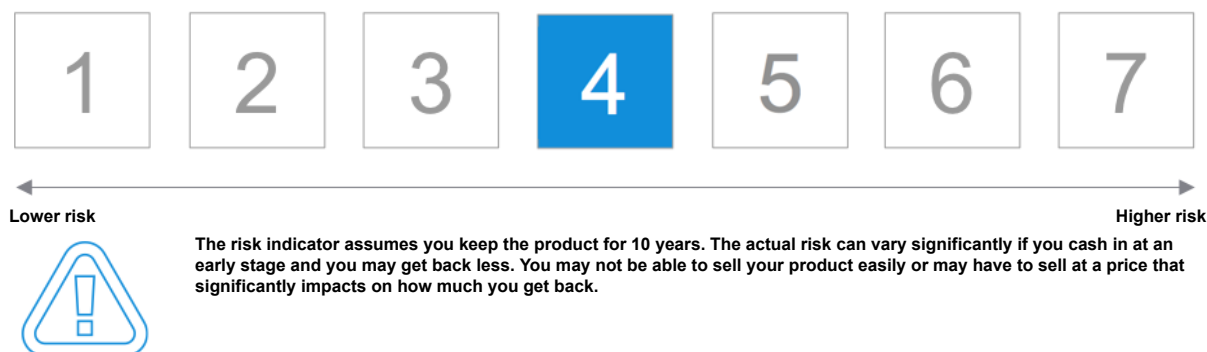 1 2 3 4 5 6 7
Lower risk Higher risk
The risk indicator assumes you keep the product for 10 years. The actual risk can vary significantly if you cash in at an
early stage and you may get back less. You may not be able to sell your product easily or may have to sell at a price that
significantly impacts on how much you get back.